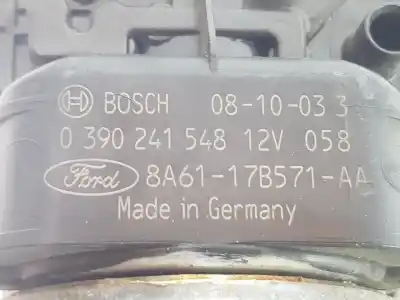 BOSCH 08-10-03 3
0 390 241 548 12V 058
Ford 8A61-17B571-AA
Made in Germany